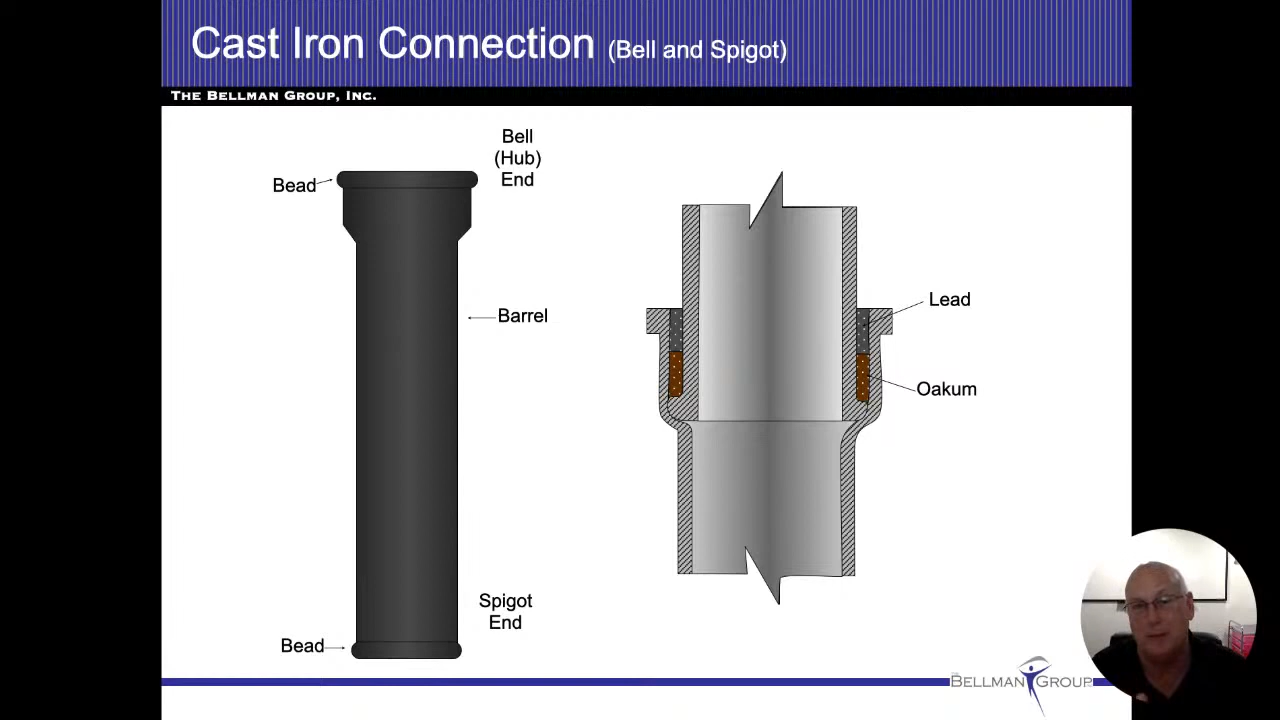 Cast Iron Connection (Bell and Spigot)
THE BELLMAN GROUP, INC.
Bell
(Hub)
End
Bead
Barrel
Lead
Oakum
Spigot
End
Bead
THE
BELLMAN GROUP